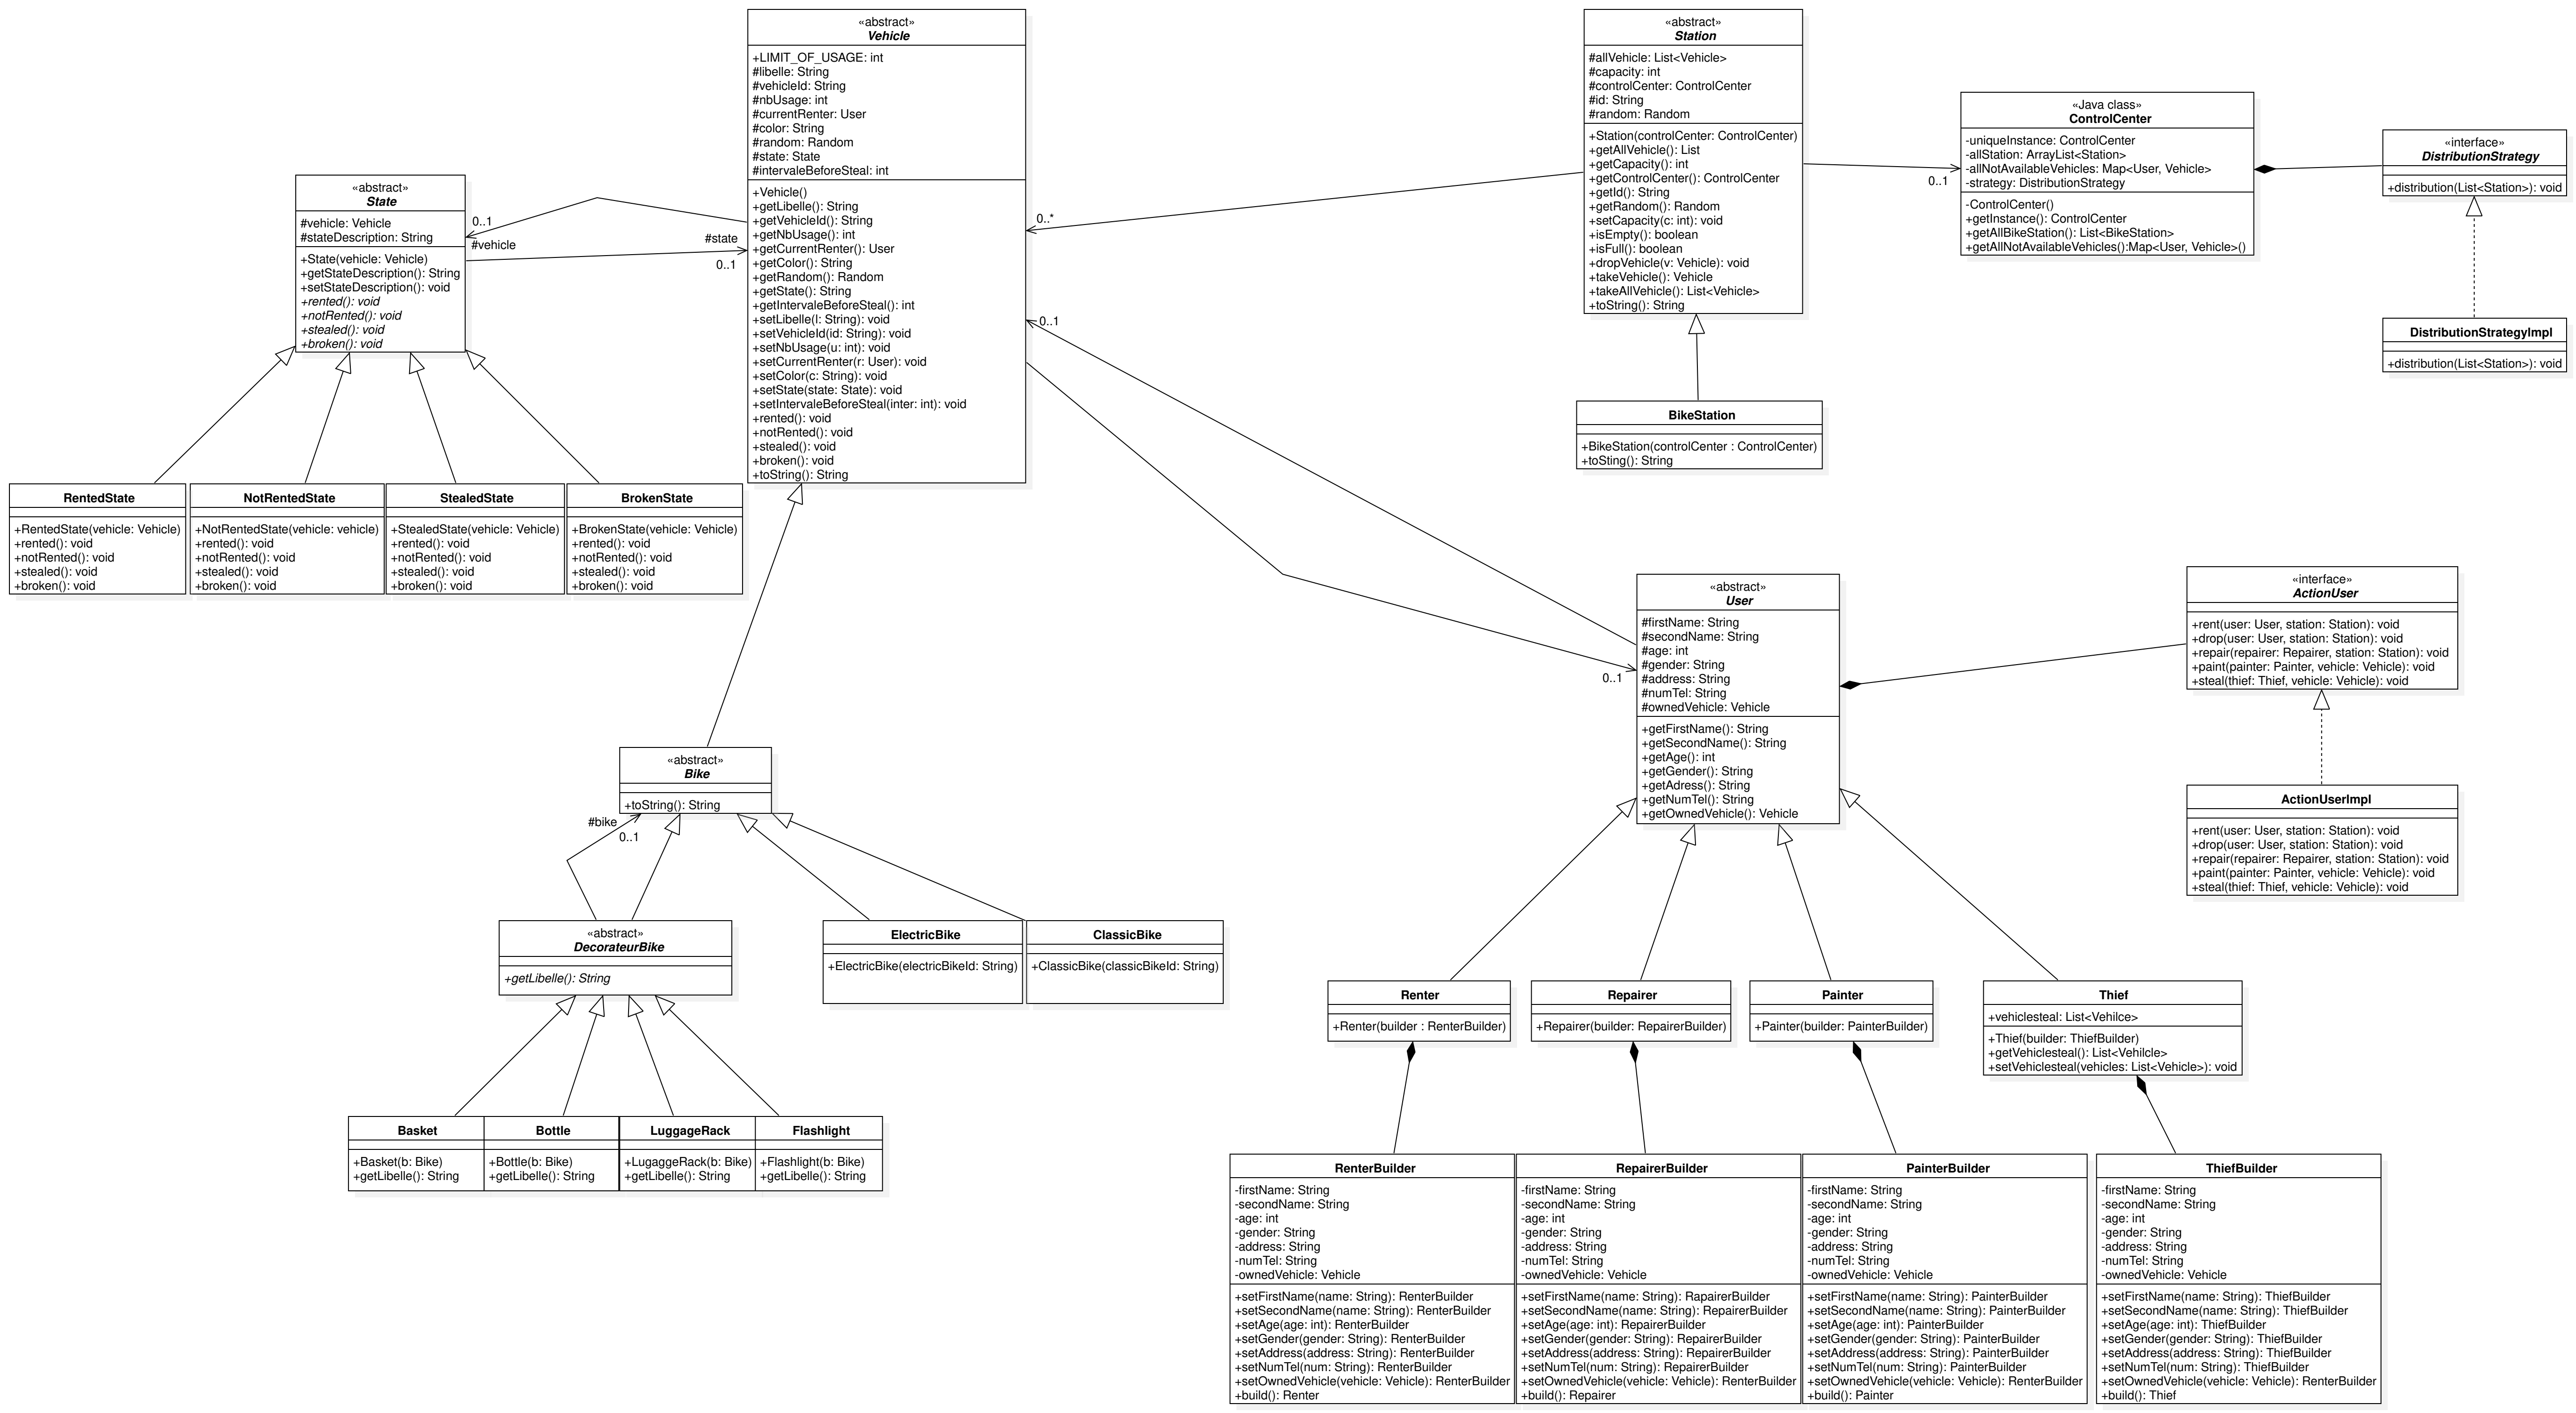 «abstract»
Vehicle
+LIMIT_OF_USAGE: int
#libelle: String
#vehicleId: String
#nbUsage: int
#currentRenter: User
#color: String
#random: Random
#state: State
#intervaleBeforeSteal: int
+Vehicle()
+getLibelle(): String
+getVehicleId(): String
+getNbUsage(): int
+getCurrentRenter(): User
+getColor(): String
+getRandom(): Random
+getState(): String
+getIntervaleBeforeSteal(): int
+setLibelle(l: String): void
+setVehicleId(id: String): void
+setNbUsage(u: int): void
+setCurrentRenter(r: User): void
+setColor(c: String): void
+setState(state: State): void
+setIntervaleBeforeSteal(inter: int): void
+rented(): void
+notRented(): void
+stealed(): void
+broken(): void
+toString(): String
«abstract»
Station
#allVehicle: List<Vehicle>
#capacity: int
#controlCenter: ControlCenter
#id: String
#random: Random
+Station(controlCenter: ControlCenter)
+getAllVehicle(): List
+getCapacity(): int
+getControlCenter(): ControlCenter
+getId(): String
+getRandom(): Random
+setCapacity(c: int): void
+isEmpty(): boolean
+isFull(): boolean
+dropVehicle(v: Vehicle): void
+takeVehicle(): Vehicle
+takeAllVehicle(): List<Vehicle>
+toString(): String
«Java class»
ControlCenter
-uniqueInstance: ControlCenter
-allStation: ArrayList<Station>
-allNotAvailableVehicles: Map<User, Vehicle>
-strategy: DistributionStrategy
-ControlCenter()
+getInstance(): ControlCenter
+getAllBikeStation(): List<BikeStation>
+getAllNotAvailableVehicles():Map<User, Vehicle>()
«interface»
DistributionStrategy
+distribution(List<Station>): void
DistributionStrategyImpl
+distribution(List<Station>): void
«abstract»
State
#vehicle: Vehicle
#stateDescription: String
+State(vehicle: Vehicle)
+getStateDescription(): String
+setStateDescription(): void
+rented(): void
+notRented(): void
+stealed(): void
+broken(): void
0..1
#vehicle
#state
0..1
0..*
0..1
0..1
0..1
BikeStation
+BikeStation(controlCenter : ControlCenter)
+toSting(): String
RentedState
+RentedState(vehicle: Vehicle)
+rented(): void
+notRented(): void
+stealed(): void
+broken(): void
NotRentedState
+NotRentedState(vehicle: vehicle)
+rented(): void
+notRented(): void
+stealed(): void
+broken(): void
StealedState
+StealedState(vehicle: Vehicle)
+rented(): void
+notRented(): void
+stealed(): void
+broken(): void
BrokenState
+BrokenState(vehicle: Vehicle)
+rented(): void
+notRented(): void
+stealed(): void
+broken(): void
«abstract»
User
#firstName: String
#secondName: String
#age: int
#gender: String
#address: String
#numTel: String
#ownedVehicle: Vehicle
+getFirstName(): String
+getSecondName(): String
+getAge(): int
+getGender(): String
+getAdress(): String
+getNumTel(): String
+getOwnedVehicle(): Vehicle
«interface»
ActionUser
+rent(user: User, station: Station): void
+drop(user: User, station: Station): void
+repair(repairer: Repairer, station: Station): void
+paint(painter: Painter, vehicle: Vehicle): void
+steal(thief: Thief, vehicle: Vehicle): void
ActionUserImpl
+rent(user: User, station: Station): void
+drop(user: User, station: Station): void
+repair(repairer: Repairer, station: Station): void
+paint(painter: Painter, vehicle: Vehicle): void
+steal(thief: Thief, vehicle: Vehicle): void
«abstract»
Bike
+toString(): String
#bike
0..1
«abstract»
DecorateurBike
+getLibelle(): String
ElectricBike
+ElectricBike(electricBikeId: String)
ClassicBike
+ClassicBike(classicBikeId: String)
Basket
+Basket(b: Bike)
+getLibelle(): String
Bottle
+Bottle(b: Bike)
+getLibelle(): String
LuggageRack
+LugaggeRack(b: Bike)
+getLibelle(): String
Flashlight
+Flashlight(b: Bike)
+getLibelle(): String
Renter
+Renter(builder : RenterBuilder)
Repairer
+Repairer(builder: RepairerBuilder)
Painter
+Painter(builder: PainterBuilder)
Thief
+vehiclesteal: List<Vehilce>
+Thief(builder: ThiefBuilder)
+getVehiclesteal(): List<Vehilcle>
+setVehiclesteal(vehicles: List<Vehicle>): void
RenterBuilder
-firstName: String
-secondName: String
-age: int
-gender: String
-address: String
-numTel: String
-ownedVehicle: Vehicle
+setFirstName(name: String): RenterBuilder
+setSecondName(name: String): RenterBuilder
+setAge(age: int): RenterBuilder
+setGender(gender: String): RenterBuilder
+setAddress(address: String): RenterBuilder
+setNumTel(num: String): RenterBuilder
+setOwnedVehicle(vehicle: Vehicle): RenterBuilder
+build(): Renter
RepairerBuilder
-firstName: String
-secondName: String
-age: int
-gender: String
-address: String
-numTel: String
-ownedVehicle: Vehicle
+setFirstName(name: String): RapairerBuilder
+setSecondName(name: String): RepairerBuilder
+setAge(age: int): RepairerBuilder
+setGender(gender: String): RepairerBuilder
+setAddress(address: String): RepairerBuilder
+setNumTel(num: String): RepairerBuilder
+setOwnedVehicle(vehicle: Vehicle): RenterBuilder
+build(): Repairer
PainterBuilder
-firstName: String
-secondName: String
-age: int
-gender: String
-address: String
-numTel: String
-ownedVehicle: Vehicle
+setFirstName(name: String): PainterBuilder
+setSecondName(name: String): PainterBuilder
+setAge(age: int): PainterBuilder
+setGender(gender: String): PainterBuilder
+setAddress(address: String): PainterBuilder
+setNumTel(num: String): PainterBuilder
+setOwnedVehicle(vehicle: Vehicle): RenterBuilder
+build(): Painter
ThiefBuilder
-firstName: String
-secondName: String
-age: int
-gender: String
-address: String
-numTel: String
-ownedVehicle: Vehicle
+setFirstName(name: String): ThiefBuilder
+setSecondName(name: String): ThiefBuilder
+setAge(age: int): ThiefBuilder
+setGender(gender: String): ThiefBuilder
+setAddress(address: String): ThiefBuilder
+setNumTel(num: String): ThiefBuilder
+setOwnedVehicle(vehicle: Vehicle): RenterBuilder
+build(): Thief